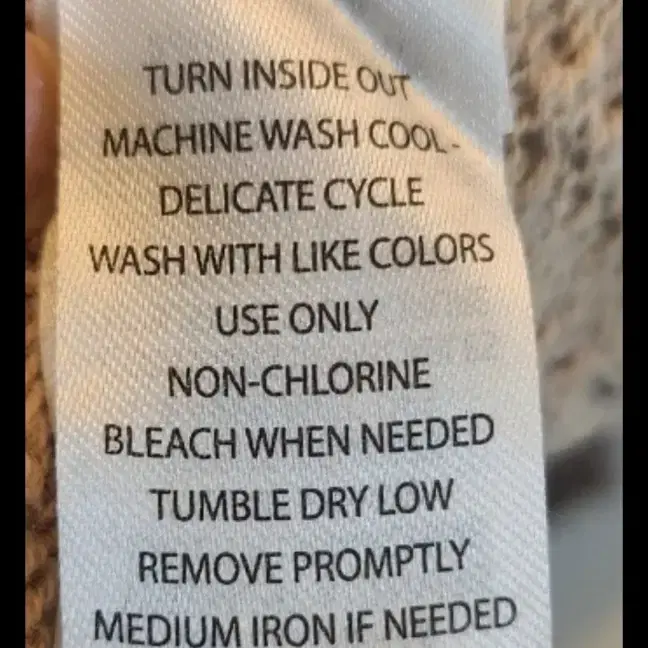 TURN INSIDE OUT
MACHINE WASH COOL-
DELICATE CYCLE
WASH WITH LIKE COLORS
USE ONLY
NON-CHLORINE
BLEACH WHEN NEEDED
TUMBLE DRY LOW
REMOVE PROMPTLY
MEDIUM IRON IF NEEDED